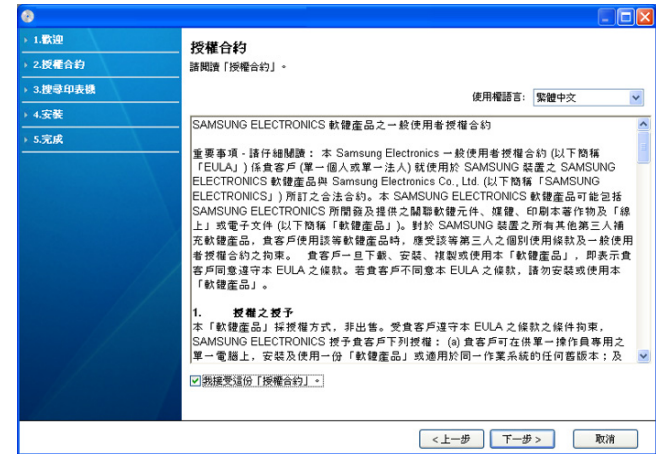 1.歡迎
2.授權合約
3.搜尋印表機
4.安裝
5.完成
授權合約
請閱讀「授權合約」。
使用權語言: 繁體中文
SAMSUNG ELECTRONICS 軟體產品之一般使用者授權合約
重要事項 - 請仔細閱讀： 本 Samsung Electronics 一般使用者授權合約 (以下簡稱
「EULA」) 係貴客戶 (單一個人或單一法人) 就使用於 SAMSUNG 裝置之 SAMSUNG
ELECTRONICS 軟體產品與 Samsung Electronics Co., Ltd. (以下簡稱「SAMSUNG
ELECTRONICS」) 所訂之合法合約。本 SAMSUNG ELECTRONICS 軟體產品可能包括
SAMSUNG ELECTRONICS 所開發及提供之關聯軟體元件、媒體、印刷本著作物及「線
上」或電子文件 (以下簡稱「軟體產品」)。對於 SAMSUNG 裝置之所有其他第三人補
充軟體產品，貴客戶使用該等軟體產品時，應受該等第三人之個別使用條款及一般使用
者授權合約之拘束。 貴客戶一旦下載、安裝、複製或使用本「軟體產品」，即表示貴
客戶同意遵守本 EULA 之條款。若貴客戶不同意本 EULA 之條款，請勿安裝或使用本
「軟體產品」。
1. 授權之授予
本「軟體產品」採授權方式，非出售。受貴客戶遵守本 EULA 之條款之條件拘束，
SAMSUNG ELECTRONICS 授予貴客戶下列授權： (a) 貴客戶可在供單一操作員專用之
單一電腦上，安裝及使用一份「軟體產品」或適用於同一作業系統的任何舊版本；及
我接受這份「授權合約」。
< 上一步 下一步 > 取消